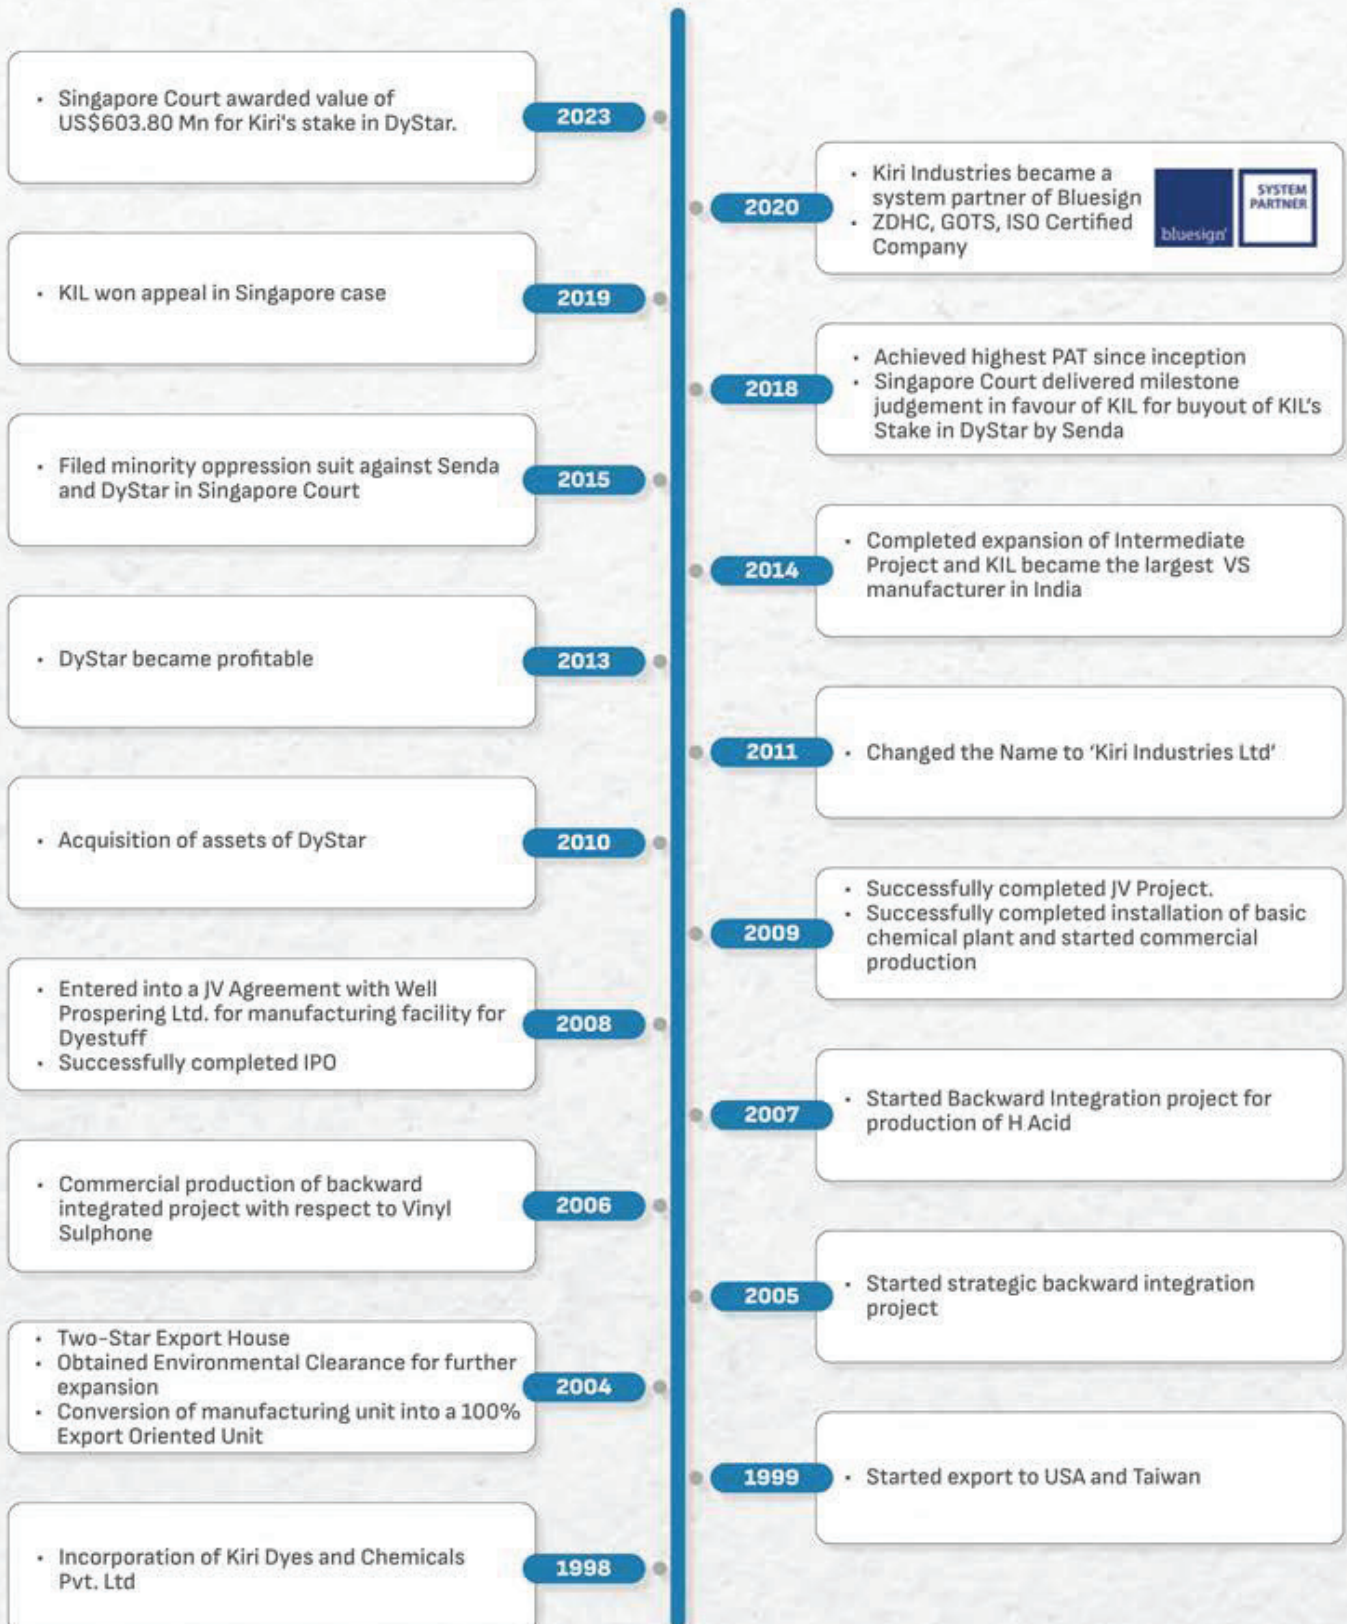 • Singapore Court awarded value of
US$603.80 Mn for Kiri's stake in DyStar.
2023
2020
• Kiri Industries became a
system partner of Bluesign
• ZDHC, GOTS, ISO Certified
Company
bluesign®
SYSTEM
PARTNER
• KIL won appeal in Singapore case
2019
2018
• Achieved highest PAT since inception
• Singapore Court delivered milestone
judgement in favour of KIL for buyout of KIL’s
Stake in DyStar by Senda
• Filed minority oppression suit against Senda
and DyStar in Singapore Court
2015
2014
• Completed expansion of Intermediate
Project and KIL became the largest VS
manufacturer in India
• DyStar became profitable
2013
2011
• Changed the Name to ‘Kiri Industries Ltd’
• Acquisition of assets of DyStar
2010
2009
• Successfully completed JV Project.
• Successfully completed installation of basic
chemical plant and started commercial
production
• Entered into a JV Agreement with Well
Prospering Ltd. for manufacturing facility for
Dyestuff
• Successfully completed IPO
2008
2007
• Started Backward Integration project for
production of H Acid
• Commercial production of backward
integrated project with respect to Vinyl
Sulphone
2006
2005
• Started strategic backward integration
project
• Two-Star Export House
• Obtained Environmental Clearance for further
expansion
• Conversion of manufacturing unit into a 100%
Export Oriented Unit
2004
1999
• Started export to USA and Taiwan
• Incorporation of Kiri Dyes and Chemicals
Pvt. Ltd
1998